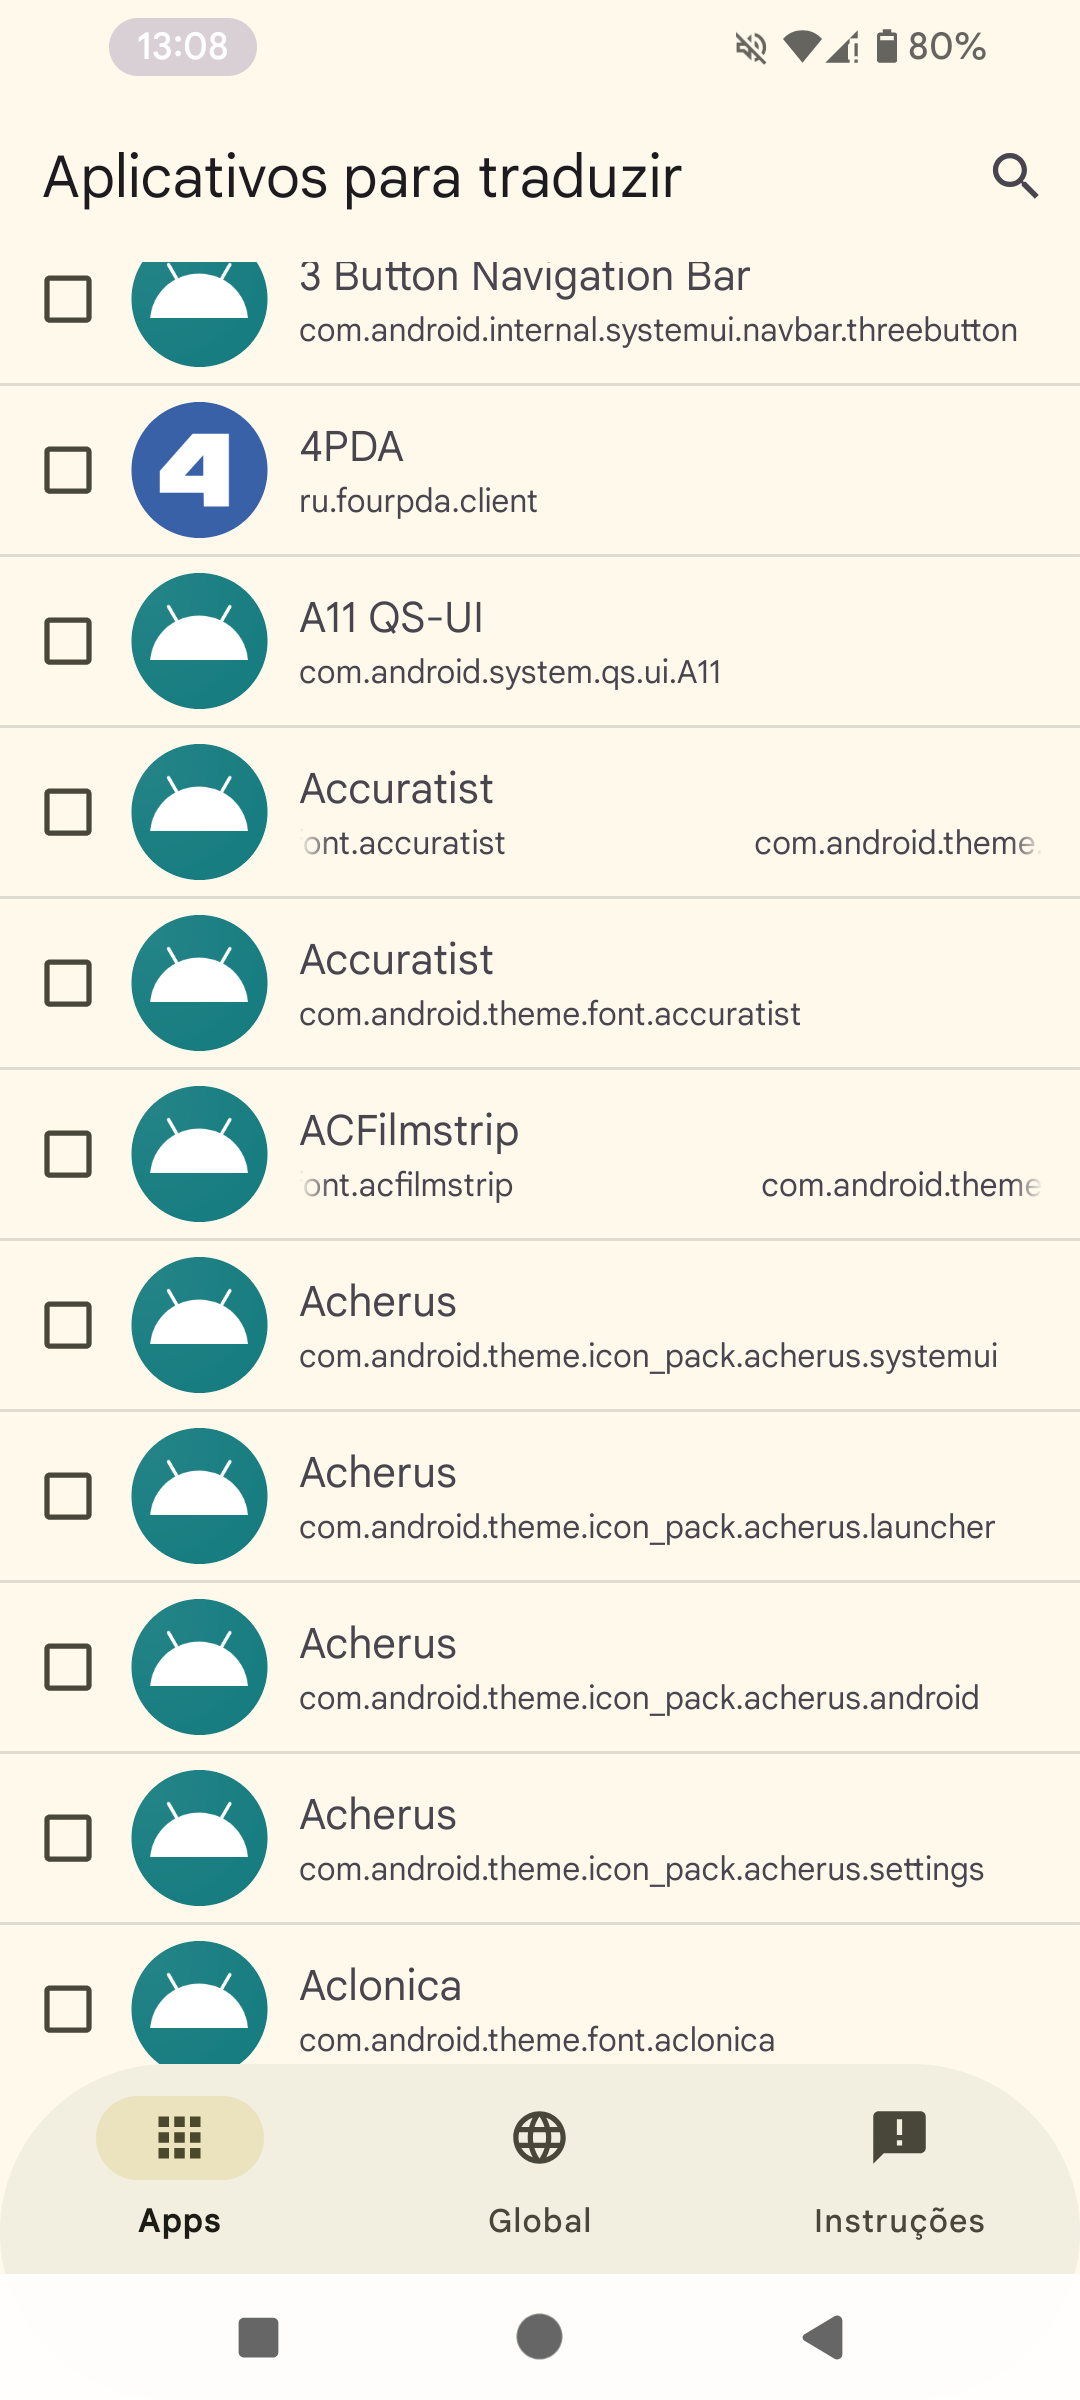 13:08
80%
Aplicativos para traduzir
3 Button Navigation Bar
com.android.internal.systemui.navbar.threebutton
4PDA
ru.fourpda.client
A11 QS-UI
com.android.system.qs.ui.A11
Accuratist
ont.accuratist com.android.theme.
Accuratist
com.android.theme.font.accuratist
ACFilmstrip
ont.acfilmstrip com.android.theme
Acherus
com.android.theme.icon_pack.acherus.systemui
Acherus
com.android.theme.icon_pack.acherus.launcher
Acherus
com.android.theme.icon_pack.acherus.android
Acherus
com.android.theme.icon_pack.acherus.settings
Aclonica
com.android.theme.font.aclonica
Apps Global Instruções